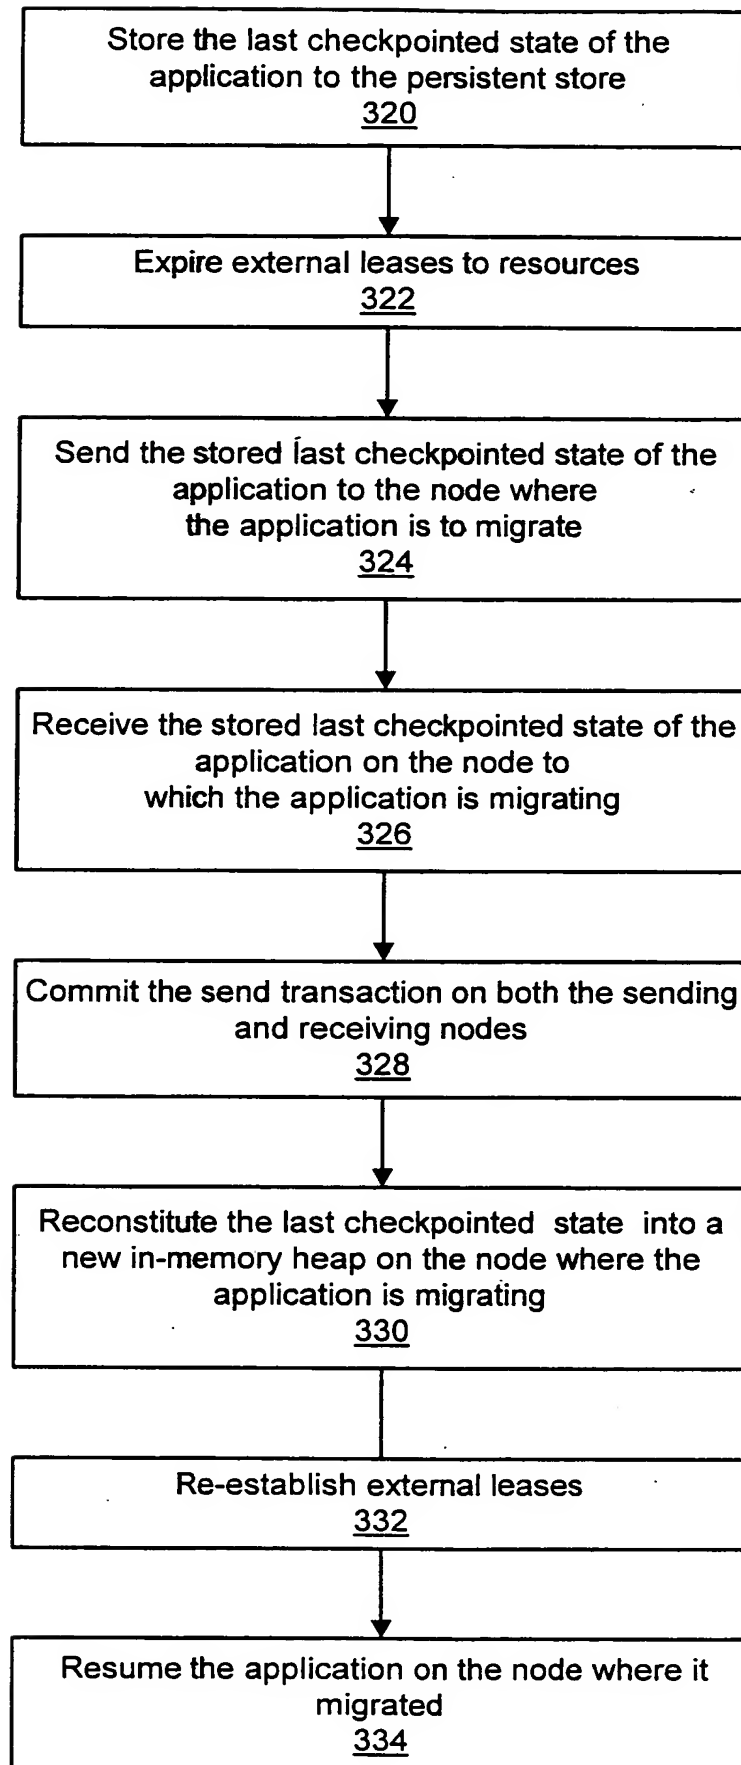 Store the last checkpointed state of the
application to the persistent store
320
Expire external leases to resources
322
Send the stored last checkpointed state of the
application to the node where
the application is to migrate
324
Receive the stored last checkpointed state of the
application on the node to
which the application is migrating
326
Commit the send transaction on both the sending
and receiving nodes
328
Reconstitute the last checkpointed state into a
new in-memory heap on the node where the
application is migrating
330
Re-establish external leases
332
Resume the application on the node where it
migrated
334